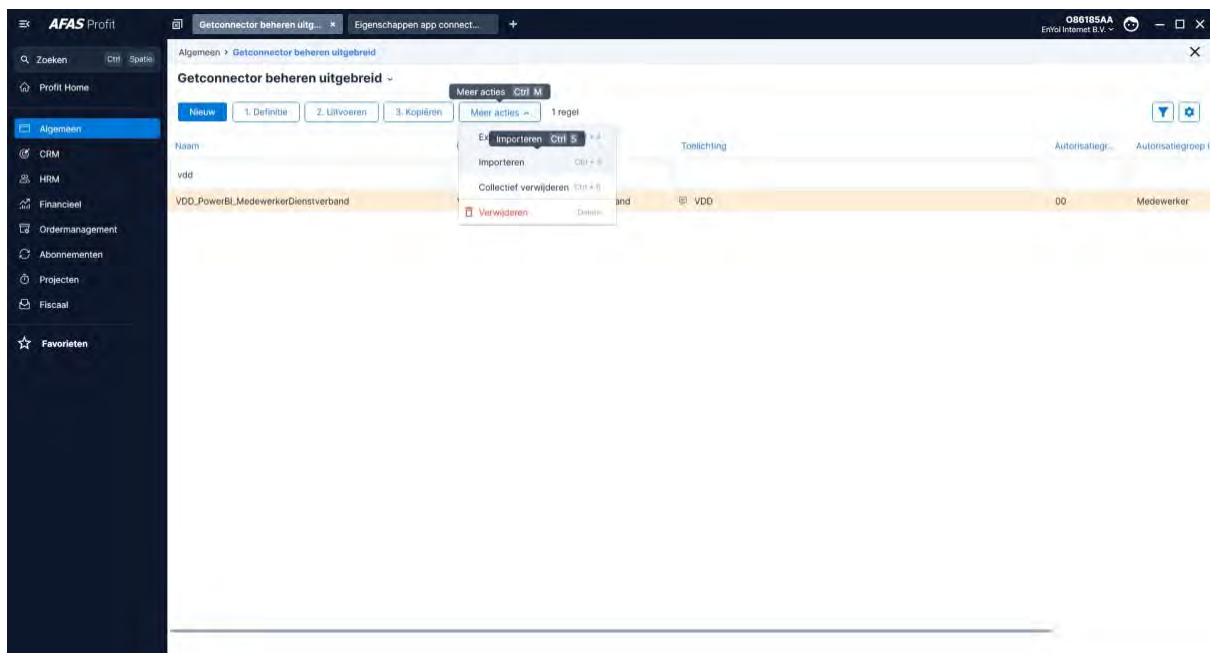 AFAS Profit
Getconnector beheren uitg... ×
Eigenschappen app connect...
+
O86185AA
EnYoi Internet B.V.
Zoeken Ctrl Spatie
Profit Home
Algemeen
CRM
HRM
Financieel
Ordermanagement
Abonnementen
Projecten
Fiscaal
Favorieten
Algemeen > Getconnector beheren uitgebreid
Getconnector beheren uitgebreid
Meer acties Ctrl M
Nieuw
1. Definitie
2. Uitvoeren
3. Kopiëren
Meer acties
1 regel
Importeren Ctrl S
Importeren Ctrl + S
Collectief verwijderen
Verwijderen
Naam
Toelichting
Autorisatiegr...
Autorisatiegroep
vdd
VDD_PowerBI_MedewerkerDienstverband
VDD
00
Medewerker